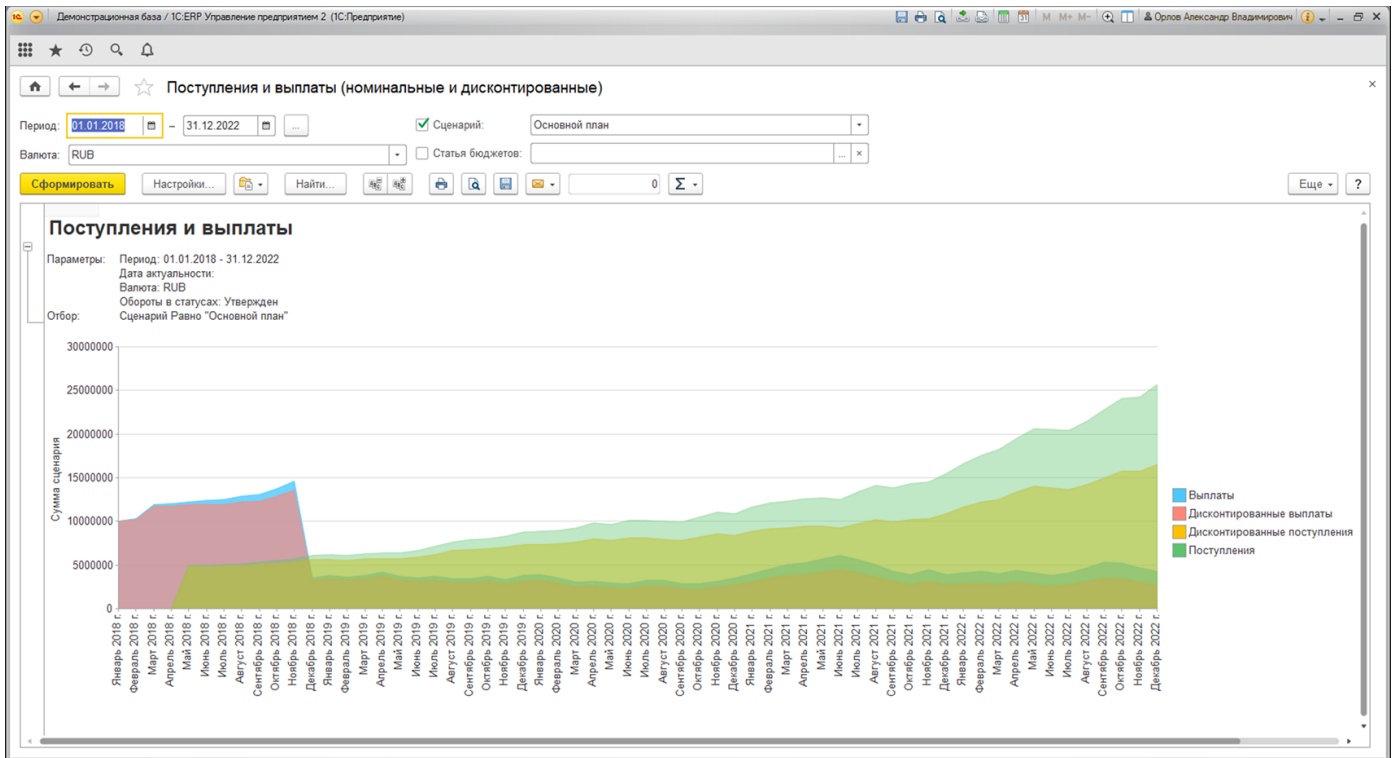 Демонстрационная база / 1С:ERP Управление предприятием 2 (1С:Предприятие)
M M+ M- Орлов Александр Владимирович
Поступления и выплаты (номинальные и дисконтированные)
Период: 01.01.2018 – 31.12.2022 ... Сценарий: Основной план
Валюта: RUB Статья бюджетов: ...
Сформировать Настройки... Найти... 0 Σ Еще ?
Поступления и выплаты
Параметры: Период: 01.01.2018 - 31.12.2022
Дата актуальности:
Валюта: RUB
Обороты в статусах: Утвержден
Отбор: Сценарий Равно "Основной план"
30000000
25000000
20000000
15000000
10000000
5000000
0
Сумма сценария
Выплаты
Дисконтированные выплаты
Дисконтированные поступления
Поступления
Январь 2018 г.
Февраль 2018 г.
Март 2018 г.
Апрель 2018 г.
Май 2018 г.
Июнь 2018 г.
Июль 2018 г.
Август 2018 г.
Сентябрь 2018 г.
Октябрь 2018 г.
Ноябрь 2018 г.
Декабрь 2018 г.
Январь 2019 г.
Февраль 2019 г.
Март 2019 г.
Апрель 2019 г.
Май 2019 г.
Июнь 2019 г.
Июль 2019 г.
Август 2019 г.
Сентябрь 2019 г.
Октябрь 2019 г.
Ноябрь 2019 г.
Декабрь 2019 г.
Январь 2020 г.
Февраль 2020 г.
Март 2020 г.
Апрель 2020 г.
Май 2020 г.
Июнь 2020 г.
Июль 2020 г.
Август 2020 г.
Сентябрь 2020 г.
Октябрь 2020 г.
Ноябрь 2020 г.
Декабрь 2020 г.
Январь 2021 г.
Февраль 2021 г.
Март 2021 г.
Апрель 2021 г.
Май 2021 г.
Июнь 2021 г.
Июль 2021 г.
Август 2021 г.
Сентябрь 2021 г.
Октябрь 2021 г.
Ноябрь 2021 г.
Декабрь 2021 г.
Январь 2022 г.
Февраль 2022 г.
Март 2022 г.
Апрель 2022 г.
Май 2022 г.
Июнь 2022 г.
Июль 2022 г.
Август 2022 г.
Сентябрь 2022 г.
Октябрь 2022 г.
Ноябрь 2022 г.
Декабрь 2022 г.